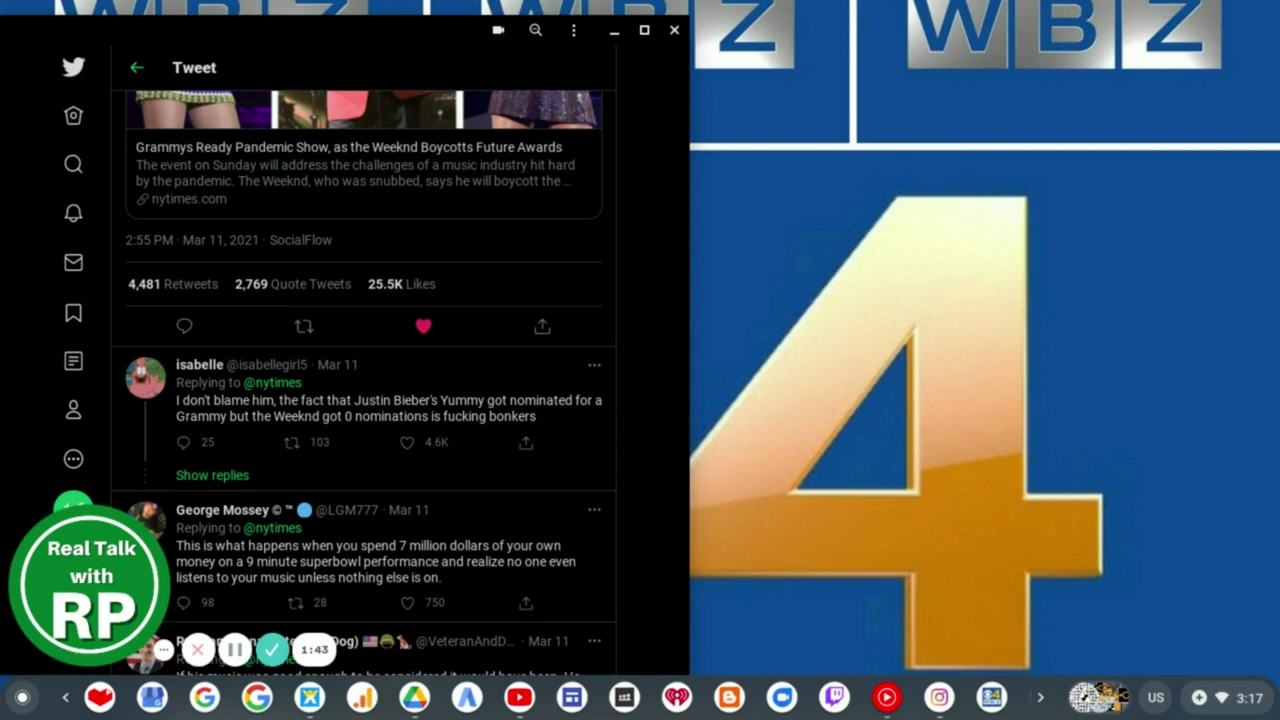 WBZ
WBZ
WBZ
Tweet
Grammys Ready Pandemic Show, as the Weeknd Boycotts Future Awards
The event on Sunday will address the challenges of a music industry hit hard
by the pandemic. The Weeknd, who was snubbed, says he will boycott the ...
nytimes.com
2:55 PM · Mar 11, 2021 · SocialFlow
4,481 Retweets 2,769 Quote Tweets 25.5K Likes
isabelle @isabellegirl5 · Mar 11
Replying to @nytimes
I don't blame him, the fact that Justin Bieber's Yummy got nominated for a
Grammy but the Weeknd got 0 nominations is fucking bonkers
25 103 4.6K
Show replies
George Mossey © ™ @LGM777 · Mar 11
Replying to @nytimes
This is what happens when you spend 7 million dollars of your own
money on a 9 minute superbowl performance and realize no one even
listens to your music unless nothing else is on.
98 28 750
Dog) @VeteranAndD... · Mar 11
Real Talk
with
RP
1:43
4
US
3:17